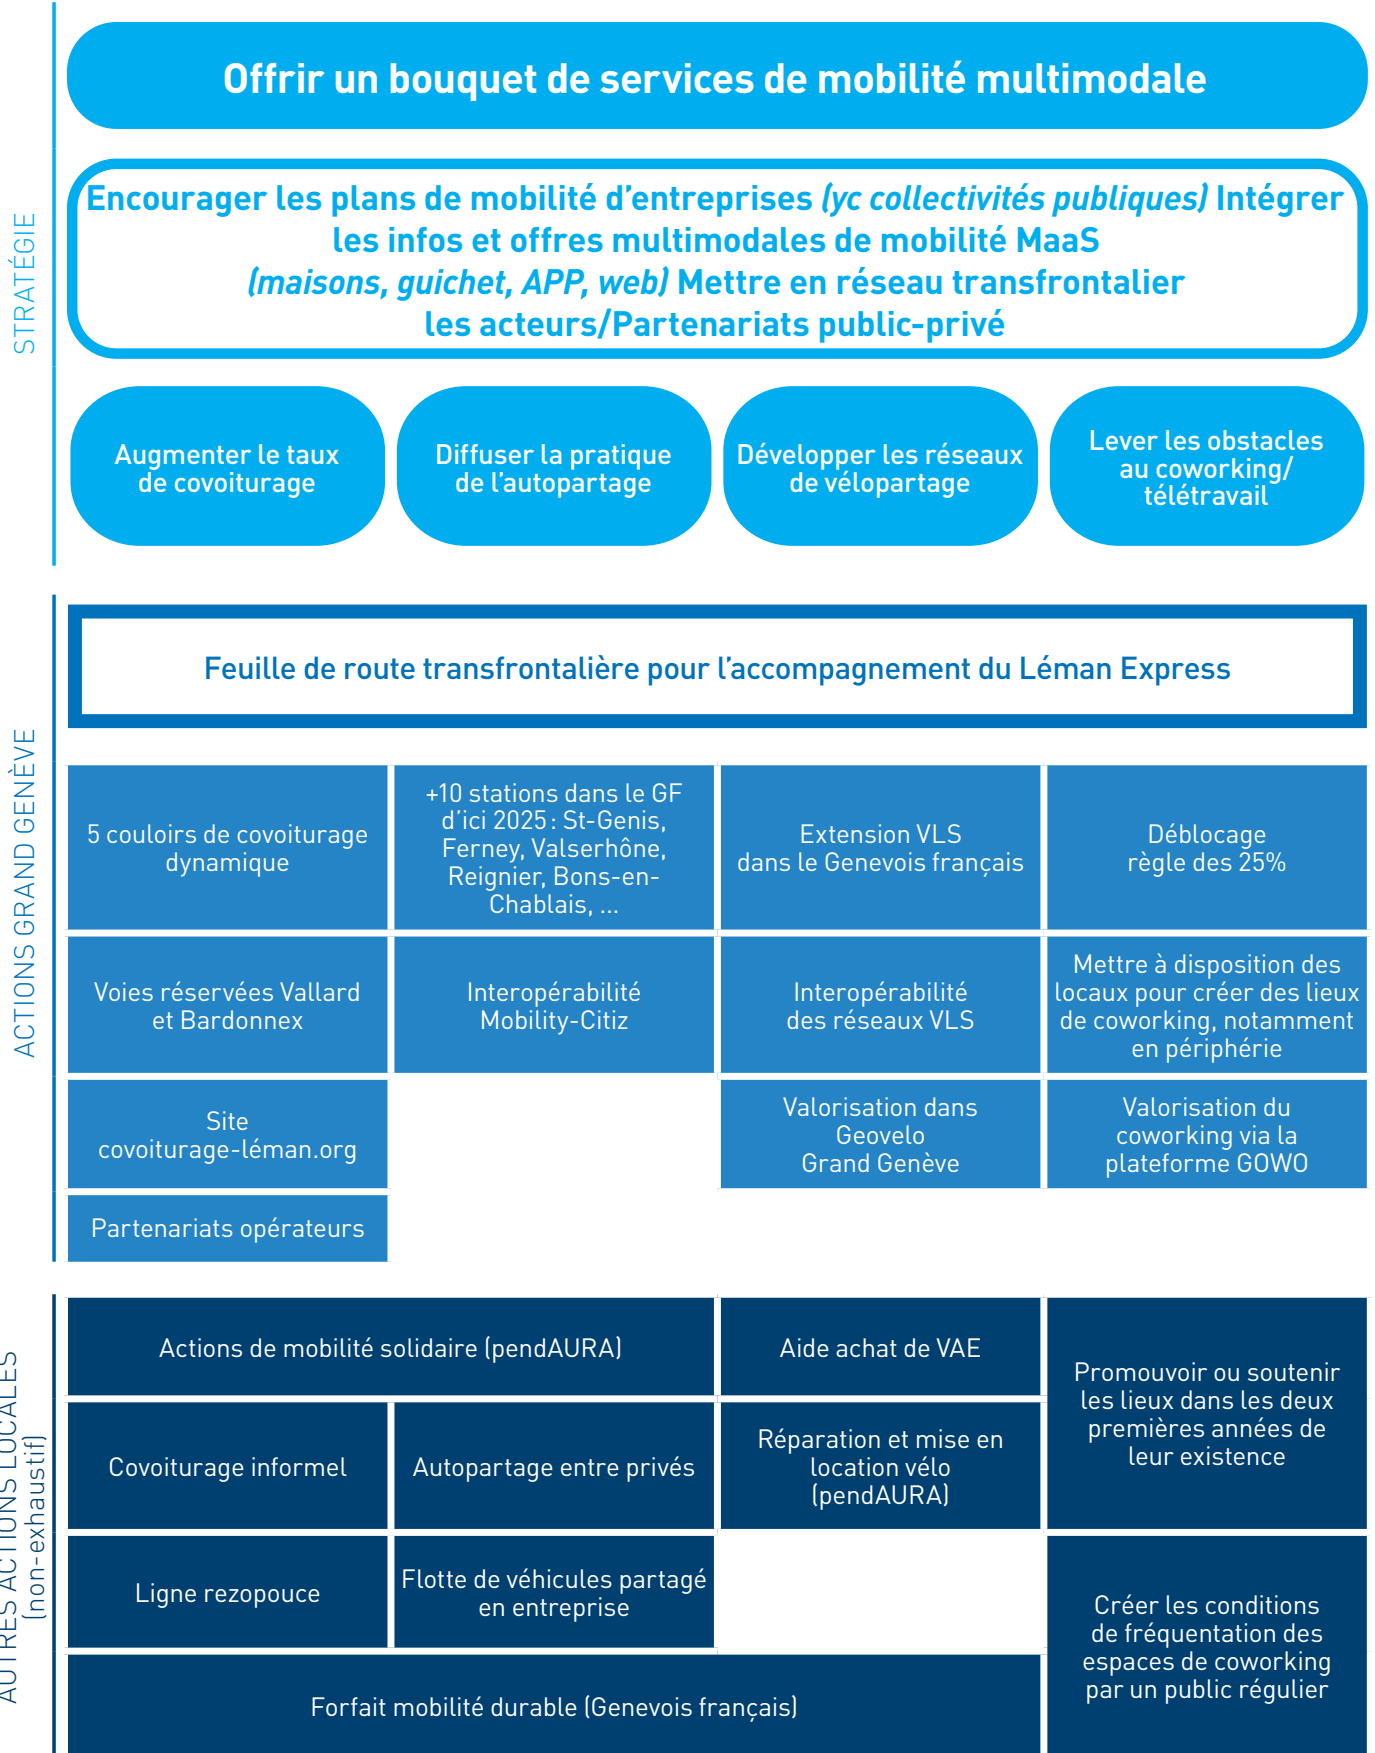 STRATÉGIE
Offrir un bouquet de services de mobilité multimodale
Encourager les plans de mobilité d’entreprises (yc collectivités publiques) Intégrer
les infos et offres multimodales de mobilité MaaS
(maisons, guichet, APP, web) Mettre en réseau transfrontalier
les acteurs/Partenariats public-privé
Augmenter le taux
de covoiturage
Diffuser la pratique
de l’autopartage
Développer les réseaux
de vélopartage
Lever les obstacles
au coworking/
télétravail
ACTIONS GRAND GENÈVE
Feuille de route transfrontalière pour l’accompagnement du Léman Express
5 couloirs de covoiturage
dynamique
+10 stations dans le GF
d’ici 2025 : St-Genis,
Ferney, Valserhône,
Reignier, Bons-en-
Chablais, ...
Extension VLS
dans le Genevois français
Déblocage
règle des 25%
Voies réservées Vallard
et Bardonnex
Interopérabilité
Mobility-Citiz
Interopérabilité
des réseaux VLS
Mettre à disposition des
locaux pour créer des lieux
de coworking, notamment
en périphérie
Site
covoiturage-léman.org
Valorisation dans
Geovelo
Grand Genève
Valorisation du
coworking via la
plateforme GOWO
Partenariats opérateurs
AUTRES ACTIONS LOCALES
(non-exhaustif)
Actions de mobilité solidaire (pendAURA)
Aide achat de VAE
Promouvoir ou soutenir
les lieux dans les deux
premières années de
leur existence
Covoiturage informel
Autopartage entre privés
Réparation et mise en
location vélo
(pendAURA)
Ligne rezopouce
Flotte de véhicules partagé
en entreprise
Créer les conditions
de fréquentation des
espaces de coworking
par un public régulier
Forfait mobilité durable (Genevois français)